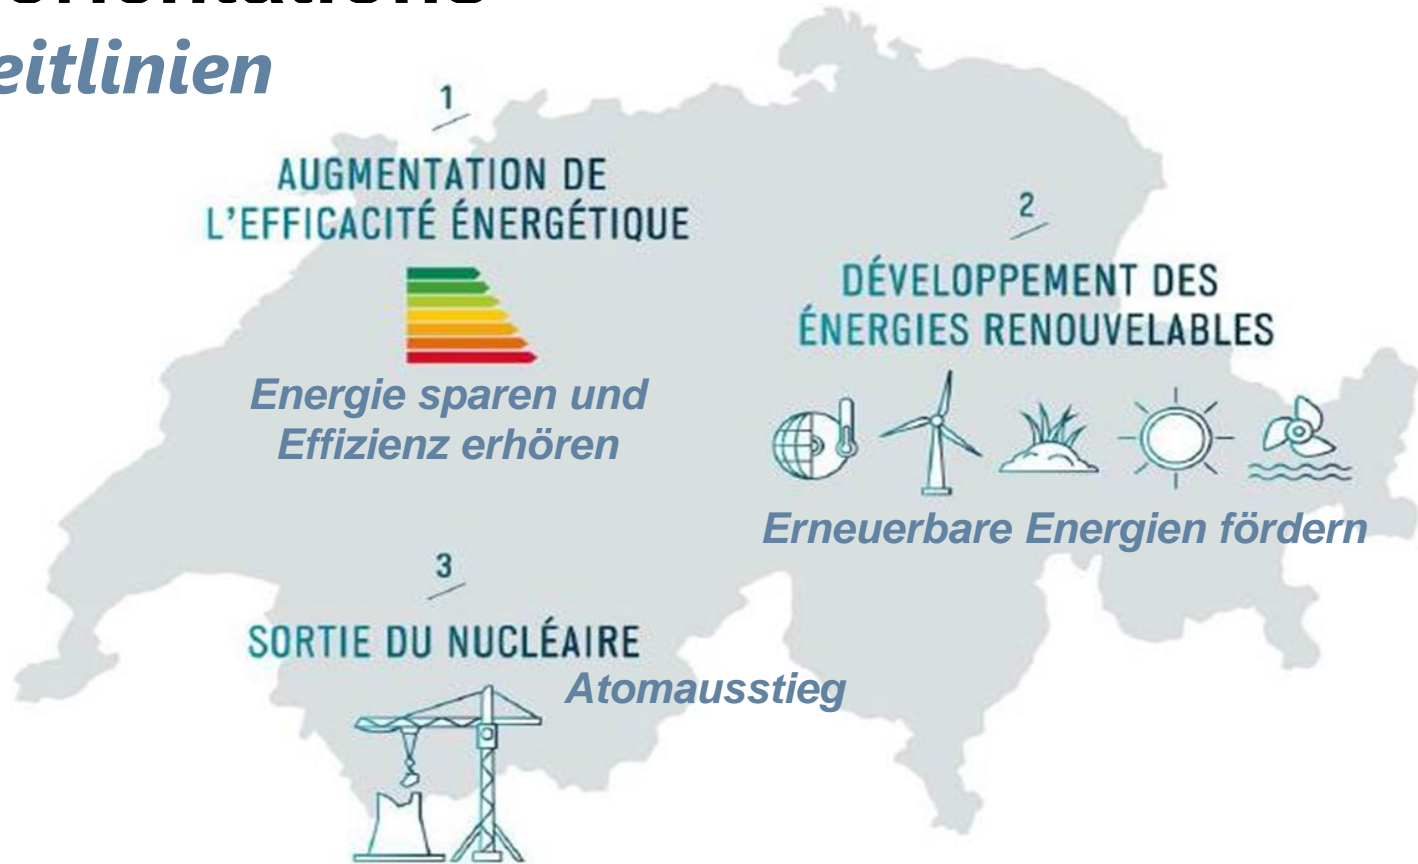 orientations
eitlinien
1
AUGMENTATION DE
L'EFFICACITÉ ÉNERGÉTIQUE
Energie sparen und
Effizienz erhören
2
DÉVELOPPEMENT DES
ÉNERGIES RENOUVELABLES
Erneuerbare Energien fördern
3
SORTIE DU NUCLÉAIRE
Atomausstieg